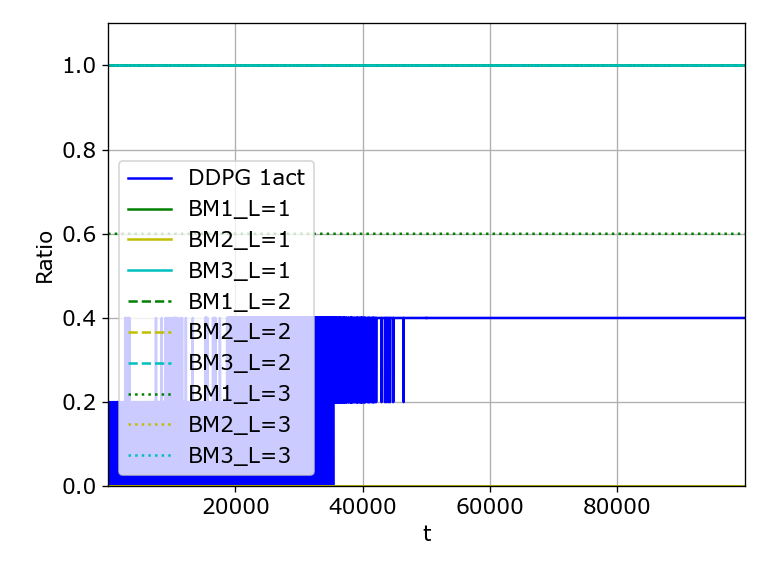 1.0
0.8
0.6
0.4
0.2
0.0
Ratio
DDPG 1act
BM1_L=1
BM2_L=1
BM3_L=1
BM1_L=2
BM2_L=2
BM3_L=2
BM1_L=3
BM2_L=3
BM3_L=3
20000 40000 60000 80000
t